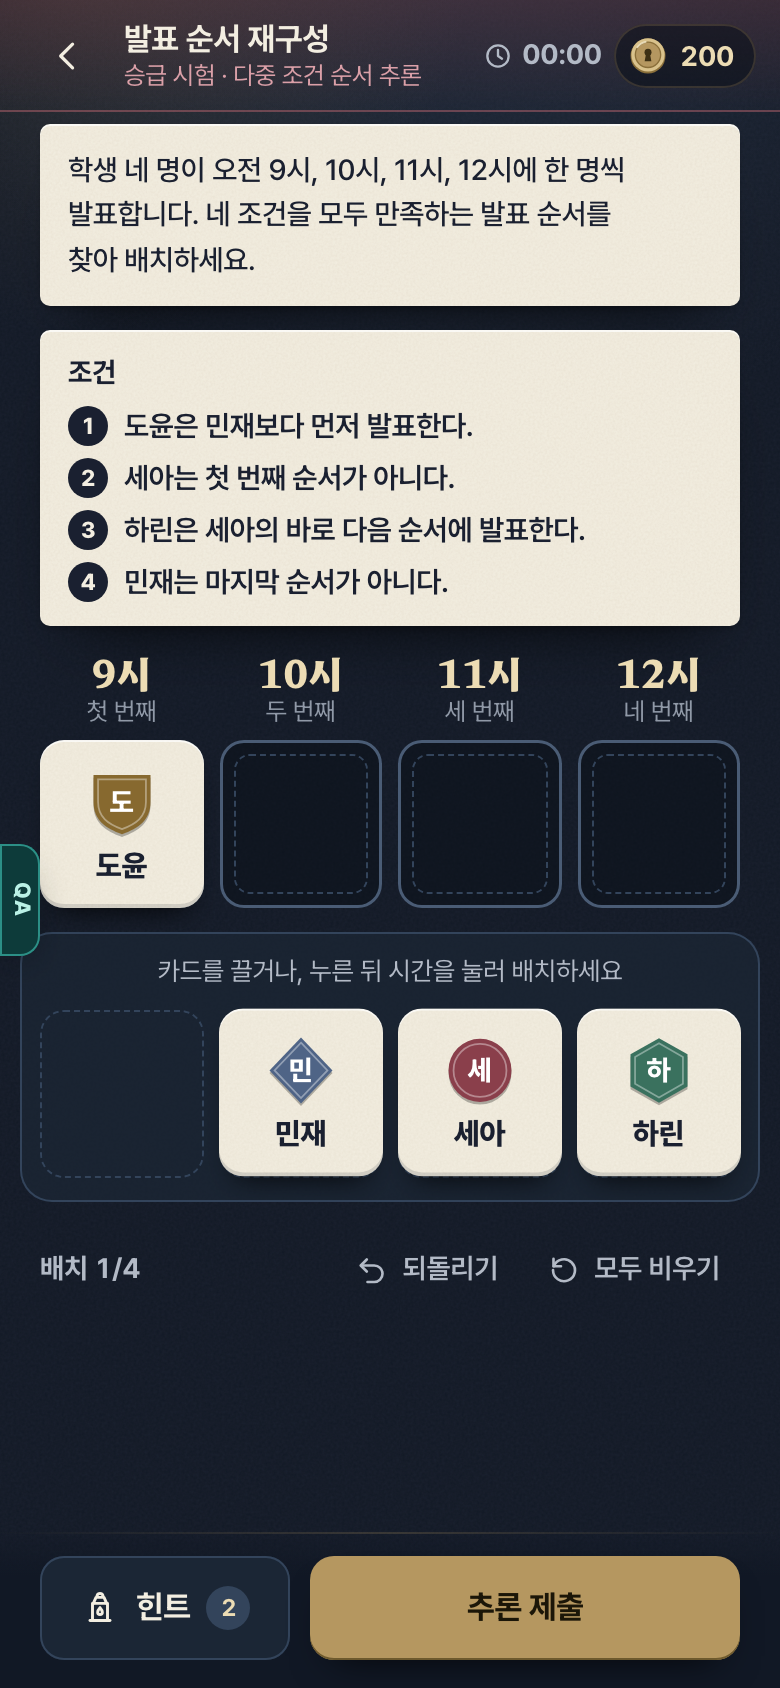 발표 순서 재구성
승급 시험 · 다중 조건 순서 추론
00:00
200
학생 네 명이 오전 9시, 10시, 11시, 12시에 한 명씩
발표합니다. 네 조건을 모두 만족하는 발표 순서를
찾아 배치하세요.
조건
1 도윤은 민재보다 먼저 발표한다.
2 세아는 첫 번째 순서가 아니다.
3 하린은 세아의 바로 다음 순서에 발표한다.
4 민재는 마지막 순서가 아니다.
9시 10시 11시 12시
첫 번째 두 번째 세 번째 네 번째
도
도윤
QA
카드를 끌거나, 누른 뒤 시간을 눌러 배치하세요
민 세 하
민재 세아 하린
배치 1/4 되돌리기 모두 비우기
힌트 2 추론 제출